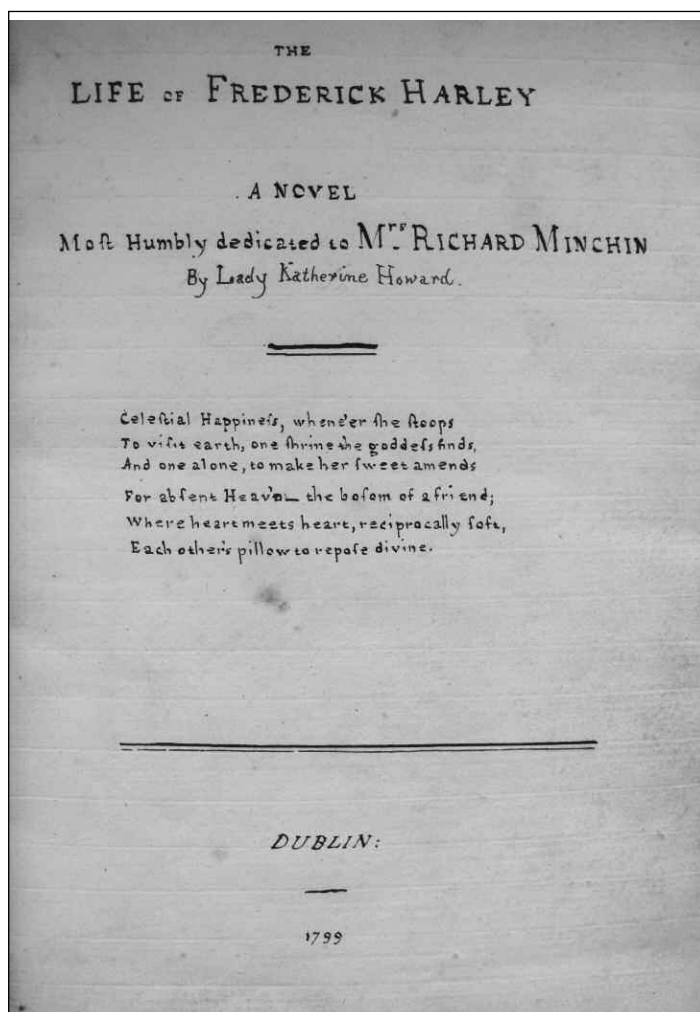 THE
LIFE OF FREDERICK HARLEY
A NOVEL
Moſt Humbly dedicated to Mrs RICHARD MINCHIN
By Lady Katherine Howard.
Celeſtial Happineſs, whene'er ſhe ſtoops
To viſit earth, one ſhrine the goddeſs finds,
And one alone, to make her ſweet amends
For abſent Heav'n_ the boſom of a friend;
Where heart meets heart, reciprocally ſoft,
Each other's pillow to repoſe divine.
DUBLIN:
1799